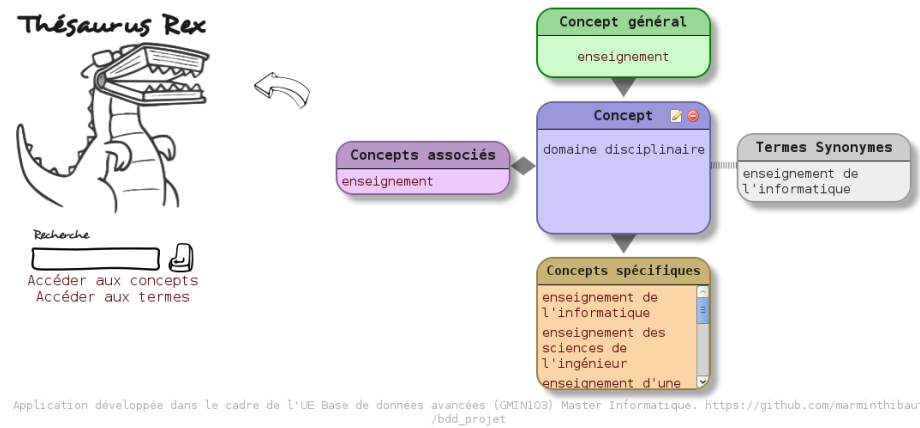 Thésaurus Rex
Recherche
Accéder aux concepts
Accéder aux termes
Concept général
enseignement
Concepts associés
enseignement
Concept
domaine disciplinaire
Termes Synonymes
enseignement de
l'informatique
Concepts spécifiques
enseignement de
l'informatique
enseignement des
sciences de
l'ingénieur
enseignement d'une
Application développée dans le cadre de l'UE Base de données avancées (GMIN103) Master Informatique. https://github.com/marminthibaut
/bdd_projet